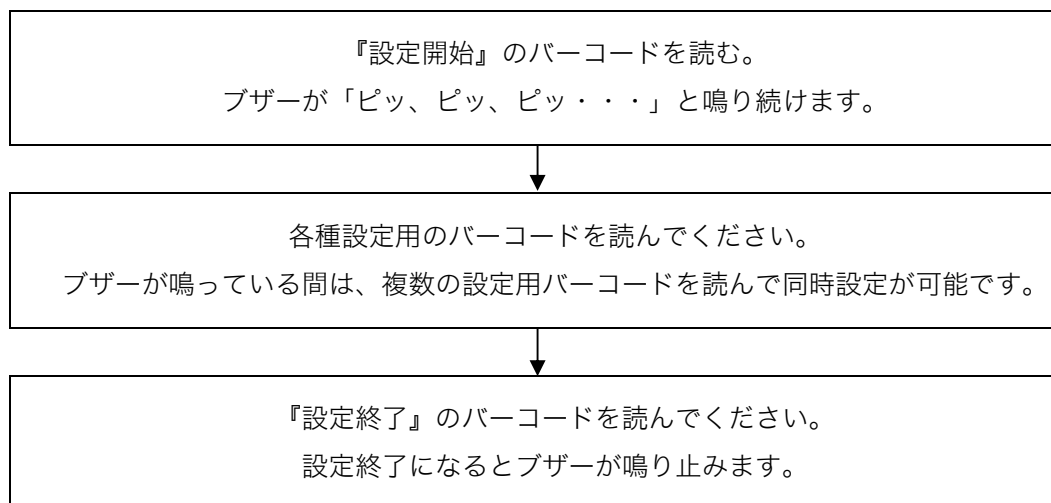 『設定開始』のバーコードを読む。
ブザーが「ピッ、ピッ、ピッ・・・」と鳴り続けます。
各種設定用のバーコードを読んでください。
ブザーが鳴っている間は、複数の設定用バーコードを読んで同時設定が可能です。
『設定終了』のバーコードを読んでください。
設定終了になるとブザーが鳴り止みます。